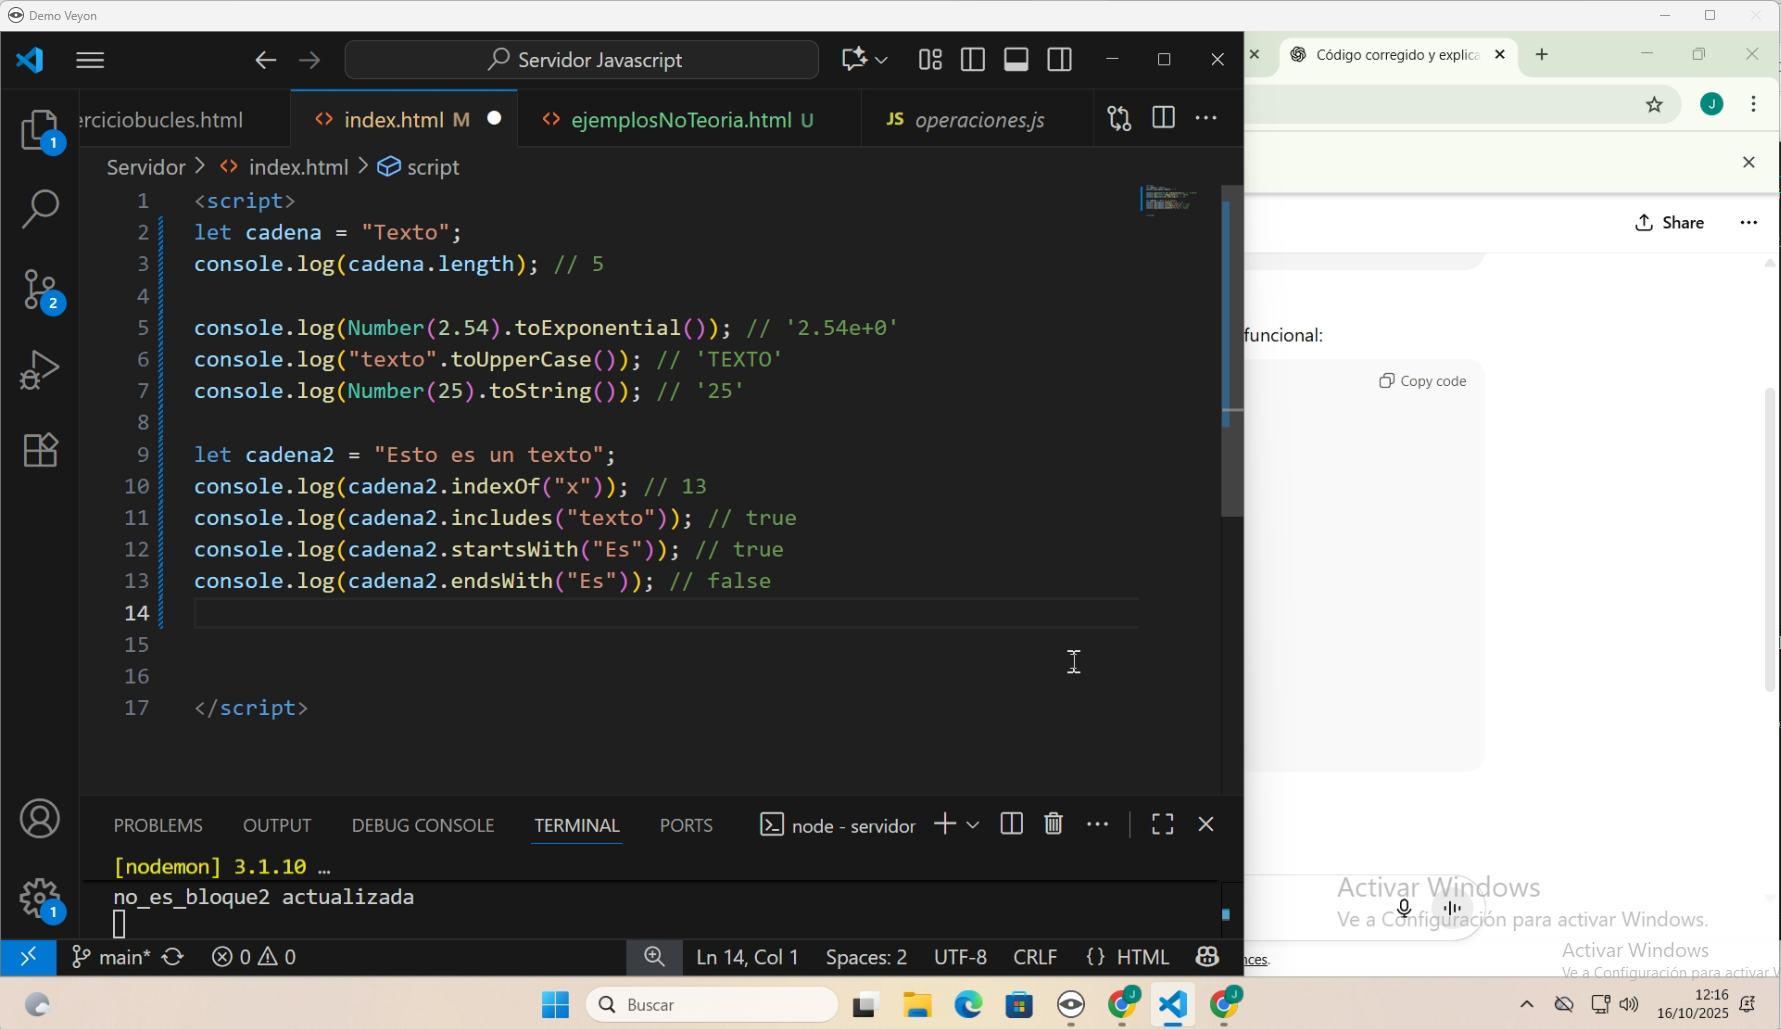 Demo Veyon
Servidor Javascript
Código corregido y explica
erciciobucles.html
index.html M
ejemplosNoTeoria.html U
JS operaciones.js
J
1
Servidor > index.html > script
1 <script>
2 let cadena = "Texto";
3 console.log(cadena.length); // 5
4
5 console.log(Number(2.54).toExponential()); // '2.54e+0'
6 console.log("texto".toUpperCase()); // 'TEXTO'
7 console.log(Number(25).toString()); // '25'
8
9 let cadena2 = "Esto es un texto";
10 console.log(cadena2.indexOf("x")); // 13
11 console.log(cadena2.includes("texto")); // true
12 console.log(cadena2.startsWith("Es")); // true
13 console.log(cadena2.endsWith("Es")); // false
14
15
16
17 </script>
2
Share
funcional:
Copy code
PROBLEMS OUTPUT DEBUG CONSOLE TERMINAL PORTS
node - servidor
[nodemon] 3.1.10 …
no_es_bloque2 actualizada
1
Activar Windows
Ve a Configuración para activar Windows.
Activar Windows
Ve a Configuración para activar
nces.
main* 0 0
Ln 14, Col 1 Spaces: 2 UTF-8 CRLF {} HTML
Buscar
J
J
12:16
16/10/2025